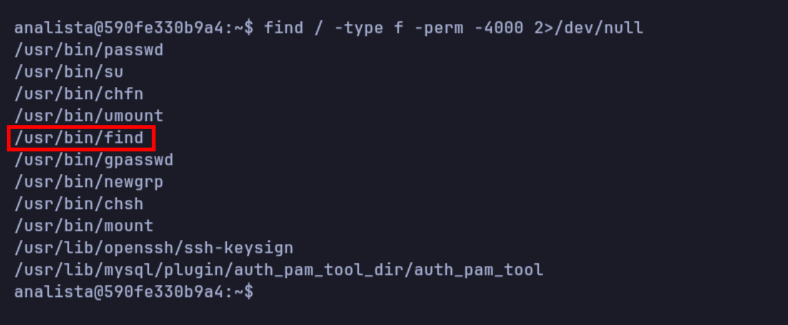 analista@590fe330b9a4:~$ find / -type f -perm -4000 2>/dev/null
/usr/bin/passwd
/usr/bin/su
/usr/bin/chfn
/usr/bin/umount
/usr/bin/find
/usr/bin/gpasswd
/usr/bin/newgrp
/usr/bin/chsh
/usr/bin/mount
/usr/lib/openssh/ssh-keysign
/usr/lib/mysql/plugin/auth_pam_tool_dir/auth_pam_tool
analista@590fe330b9a4:~$